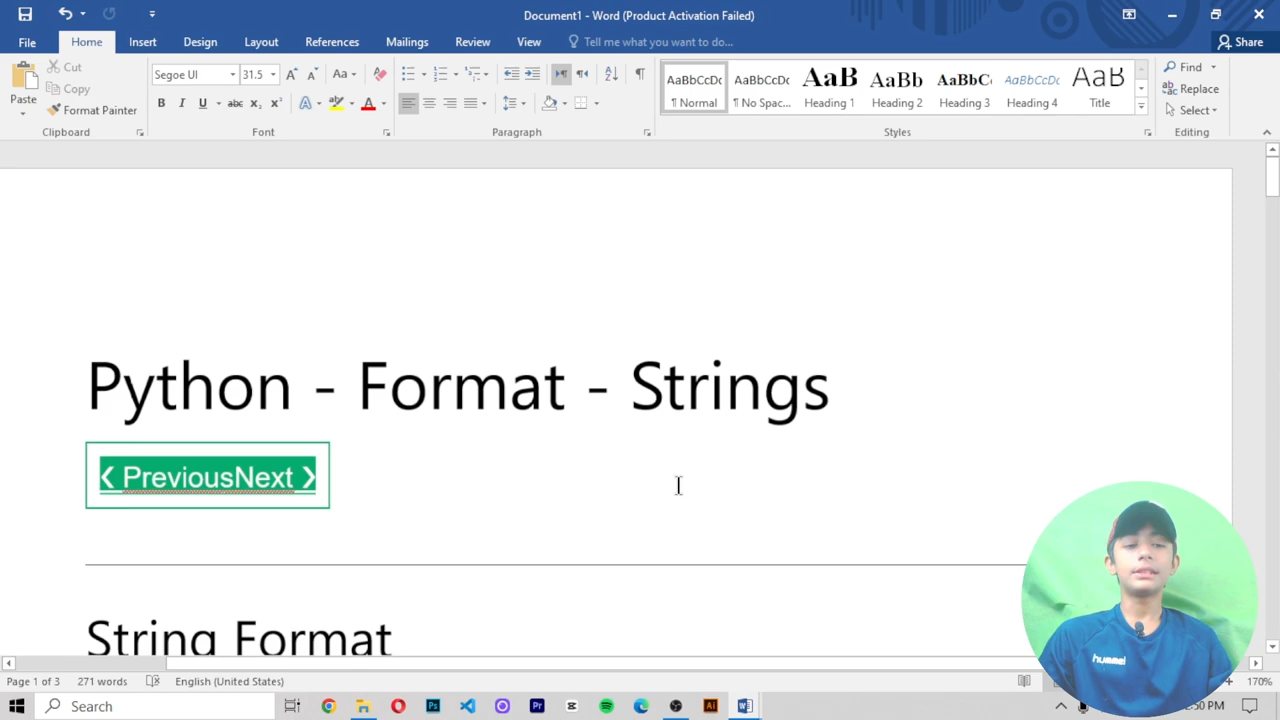 Document1 - Word (Product Activation Failed)
File Home Insert Design Layout References Mailings Review View Tell me what you want to do... Share
Paste
Cut
Copy
Format Painter
Clipboard
Segoe UI 31.5
Font
Paragraph
AaBbCcDc AaBbCcDc AaB AaBb AaBbC AaBbCcDc AaB
¶ Normal ¶ No Spac... Heading 1 Heading 2 Heading 3 Heading 4 Title
Styles
Find
Replace
Select
Editing
Python - Format - Strings
❮ PreviousNext ❯
String Format
hummel
Page 1 of 3 271 words English (United States) 170%
Search
:50 PM